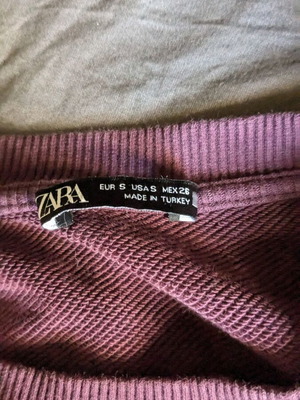 ZARA
EUR S USA S MEX 26
MADE IN TURKEY